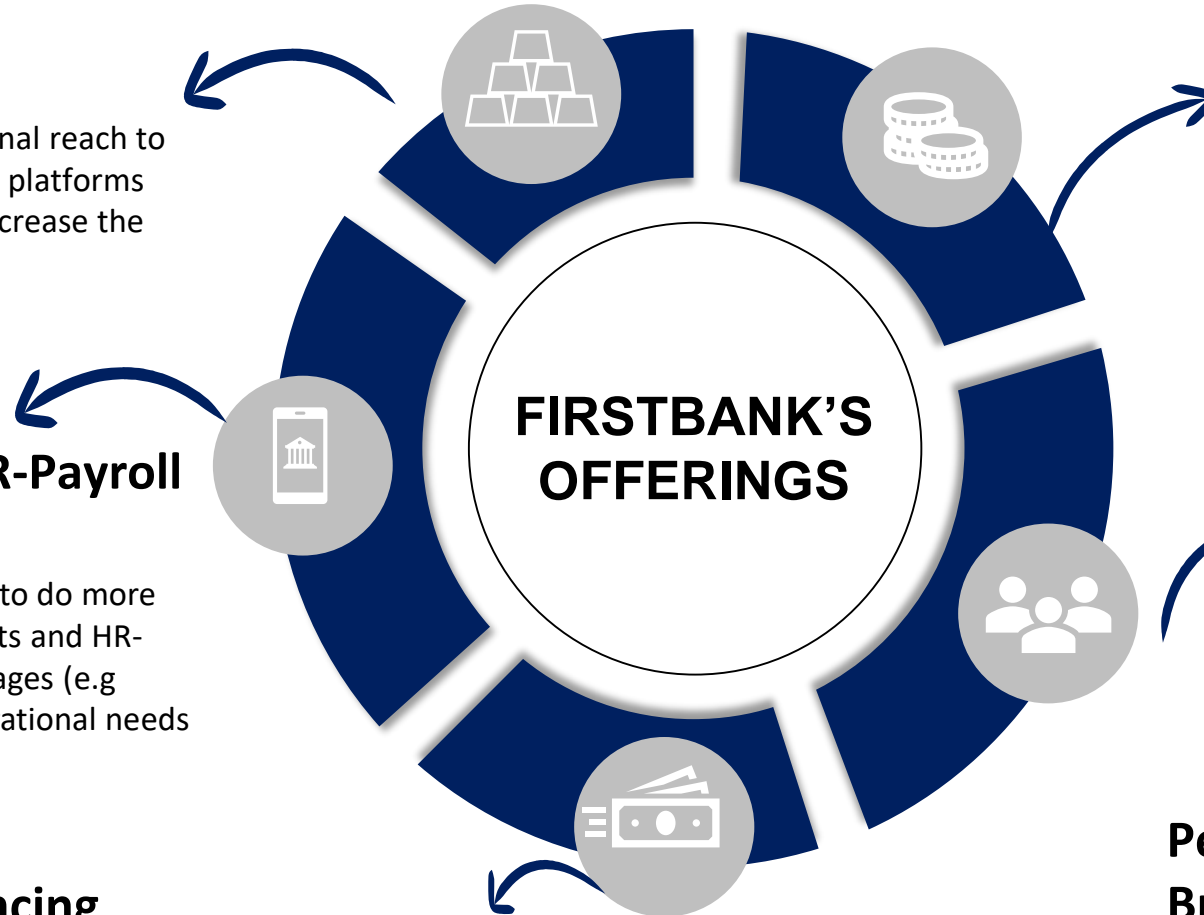 nal reach to
platforms
crease the
FIRSTBANK’S
OFFERINGS
R-Payroll
to do more
ts and HR-
ages (e.g
ational needs
ncing
Pe
Br